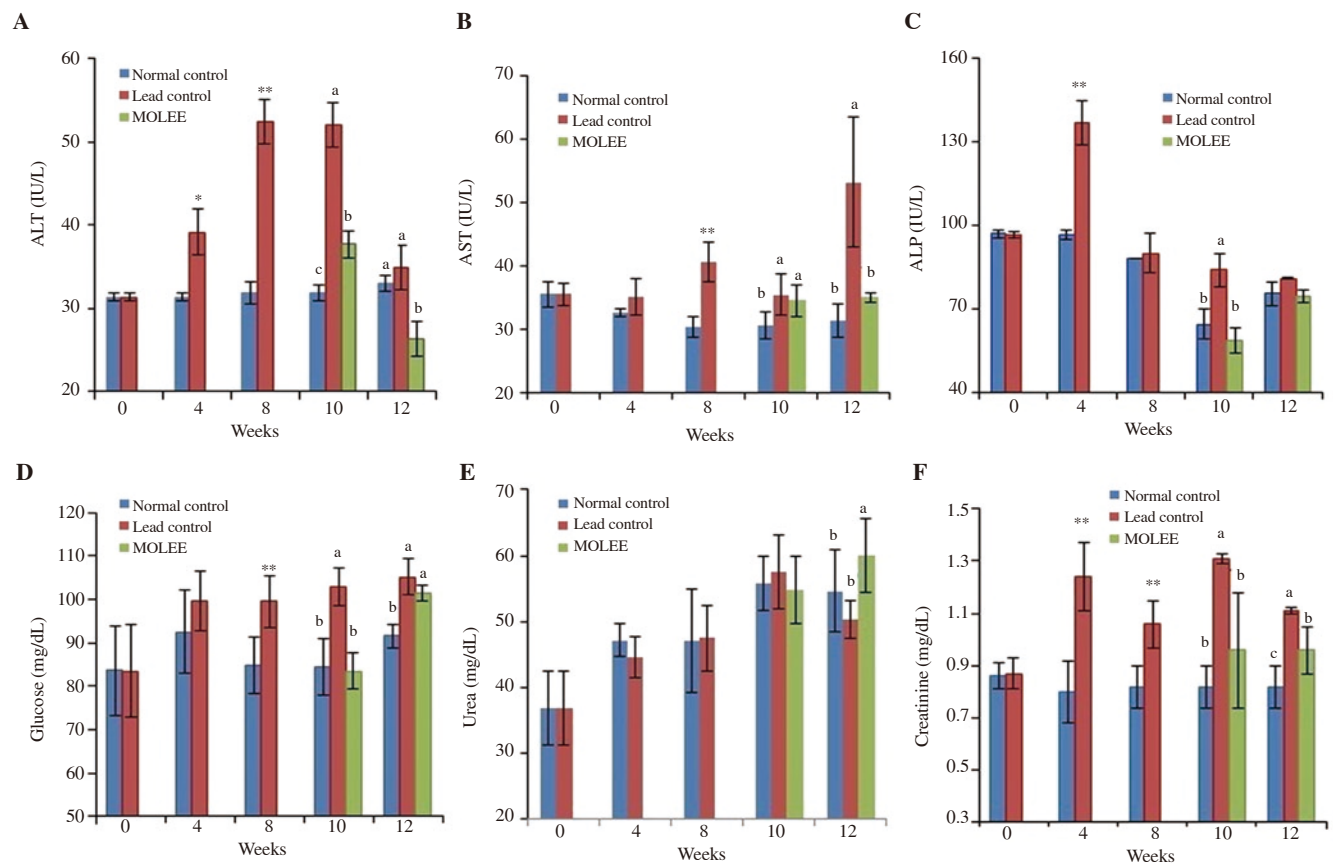 A
60
50
40
30
20
ALT (IU/L)
Normal control
Lead control
MOLEE
*
**
a
b
c
a
a
b
0 4 8 10 12
Weeks
B
70
60
50
40
30
20
AST (IU/L)
Normal control
Lead control
MOLEE
**
b
a
a
b
a
b
0 4 8 10 12
Weeks
C
160
130
100
70
40
ALP (IU/L)
Normal control
Lead control
MOLEE
**
b
a
b
0 4 8 10 12
Weeks
D
120
110
100
90
80
70
60
50
Glucose (mg/dL)
Normal control
Lead control
MOLEE
**
b
a
b
b
a
a
0 4 8 10 12
Weeks
E
70
60
50
40
30
20
Urea (mg/dL)
Normal control
Lead control
MOLEE
b
b
a
0 4 8 10 12
Weeks
F
1.5
1.3
1.1
0.9
0.7
0.5
0.3
Creatinine (mg/dL)
Normal control
Lead control
MOLEE
**
**
b
a
b
c
a
b
0 4 8 10 12
Weeks